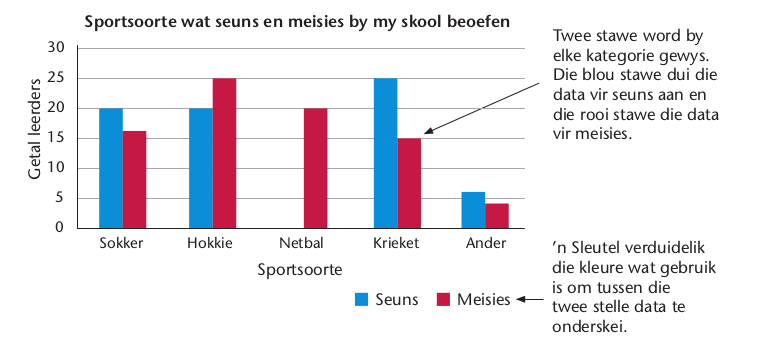 Sportsoorte wat seuns en meisies by my skool beoefen
Getal leerders
30
25
20
15
10
5
0
Sokker
Hokkie
Netbal
Krieket
Ander
Sportsoorte
Seuns
Meisies
Twee stawe word by
elke kategorie gewys.
Die blou stawe dui die
data vir seuns aan en
die rooi stawe die data
vir meisies.
’n Sleutel verduidelik
die kleure wat gebruik
is om tussen die
twee stelle data te
onderskei.